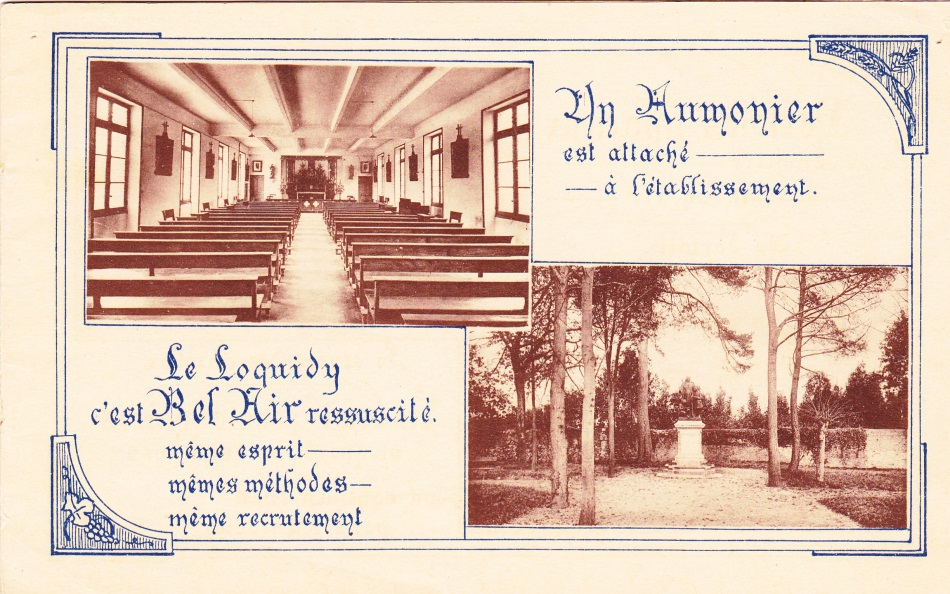 Un Aumonier
est attaché
à l'établissement.
Le Loquidy
c'est Bel Air ressuscité.
même esprit
mêmes méthodes
même recrutement